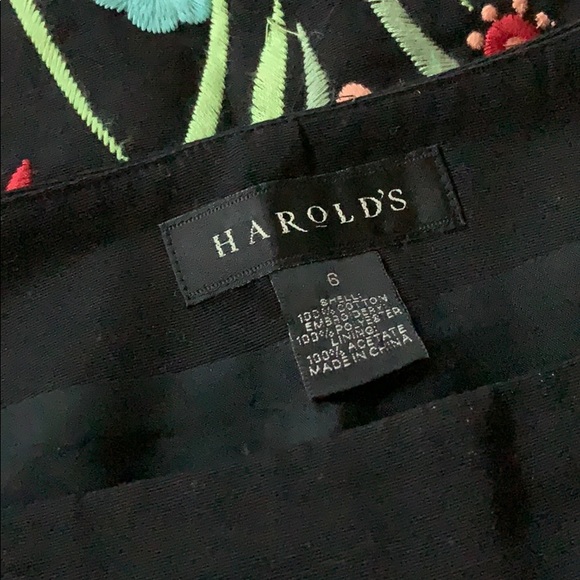 HAROLD'S
6
SHELL:
100% COTTON
EMBROIDERY:
100% POLYESTER
LINING:
100% ACETATE
MADE IN CHINA